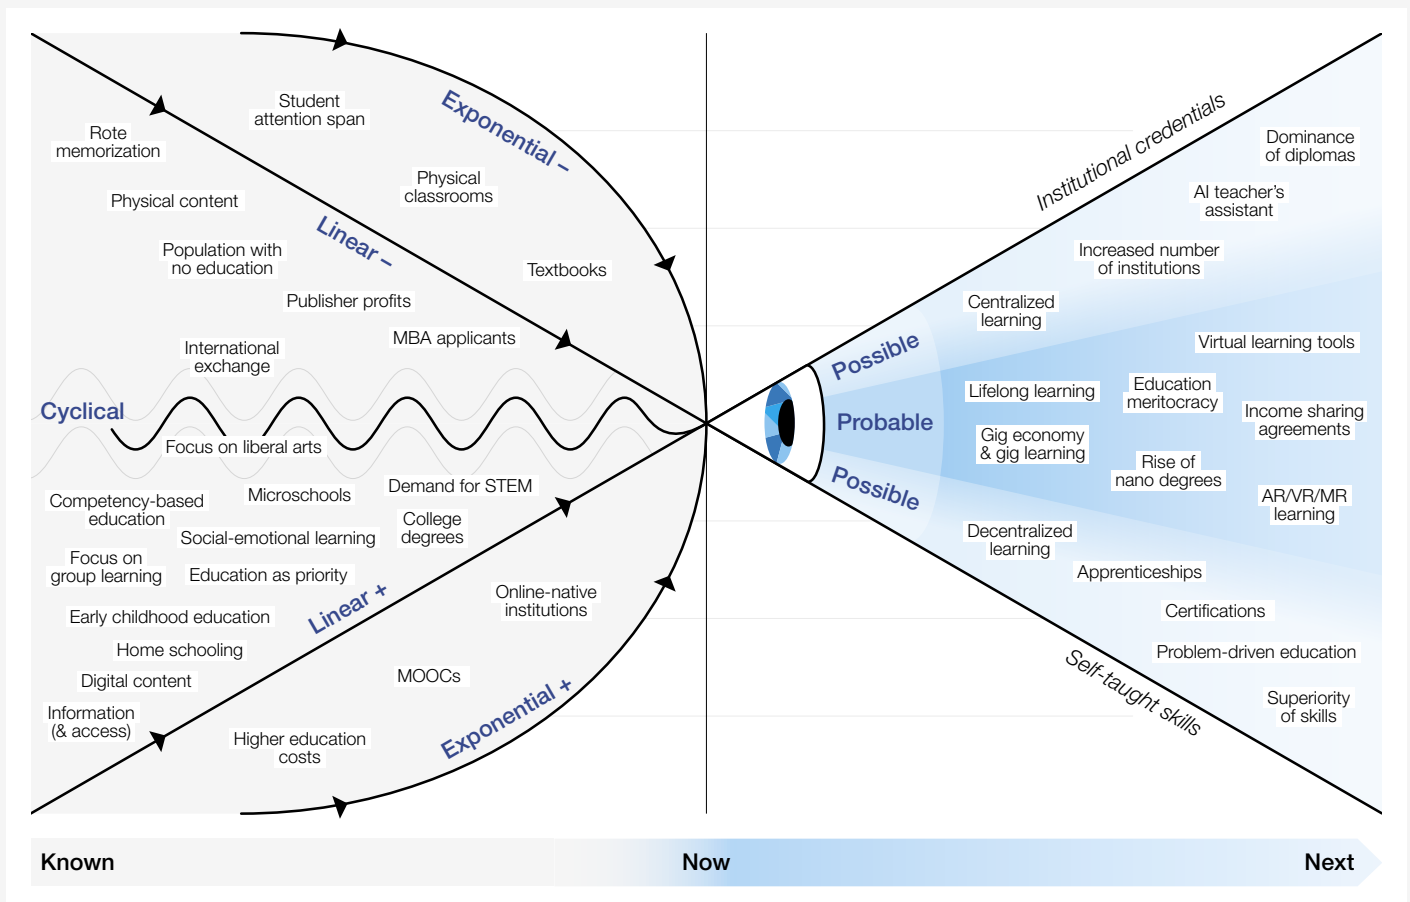 Student
attention span
Rote
memorization
Exponential –
Physical
classrooms
Physical content
Linear –
Population with
no education
Textbooks
Publisher profits
MBA applicants
International
exchange
Cyclical
Focus on liberal arts
Demand for STEM
Microschools
Competency-based
education
College
degrees
Social-emotional learning
Focus on
group learning
Education as priority
Linear +
Online-native
institutions
Early childhood education
Home schooling
MOOCs
Digital content
Exponential +
Information
(& access)
Higher education
costs
Institutional credentials
Dominance
of diplomas
AI teacher’s
assistant
Increased number
of institutions
Centralized
learning
Possible
Virtual learning tools
Lifelong learning
Education
meritocracy
Income sharing
agreements
Probable
Gig economy
& gig learning
Rise of
nano degrees
Possible
AR/VR/MR
learning
Decentralized
learning
Apprenticeships
Certifications
Problem-driven education
Self-taught skills
Superiority
of skills
Known
Now
Next